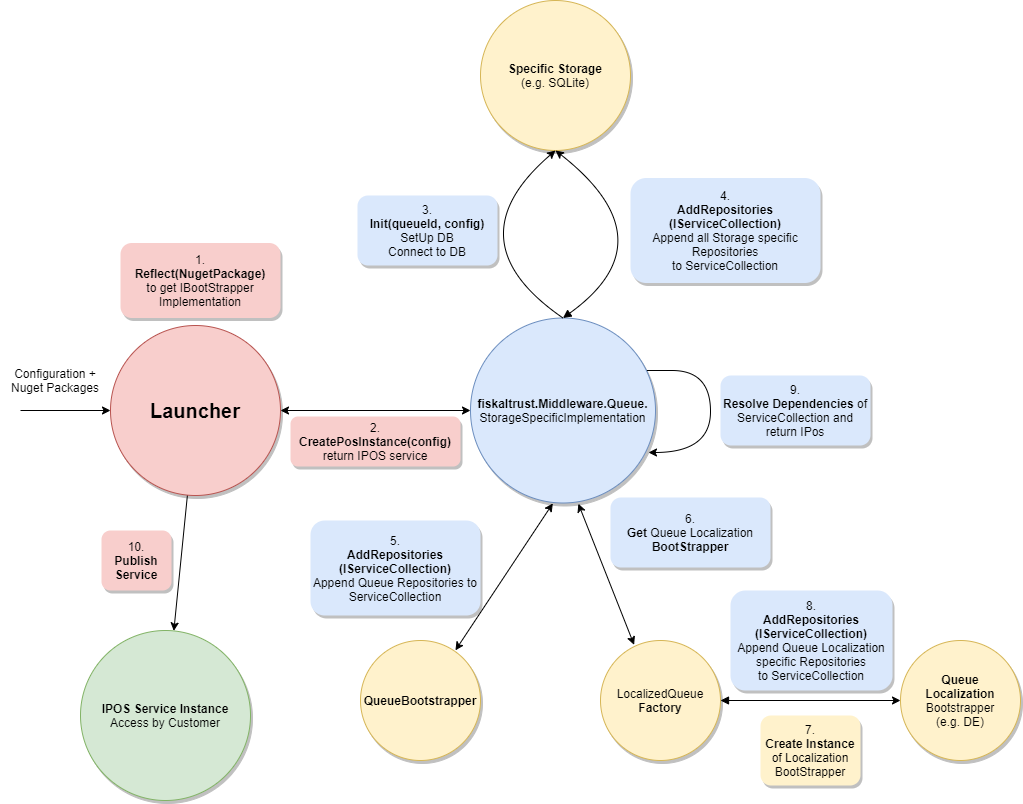 Specific Storage
(e.g. SQLite)
3.
Init(queueId, config)
SetUp DB
Connect to DB
4.
AddRepositories
(IServiceCollection)
Append all Storage specific
Repositories
to ServiceCollection
1.
Reflect(NugetPackage)
to get IBootStrapper
Implementation
Configuration +
Nuget Packages
Launcher
2.
CreatePosInstance(config)
return IPOS service
fiskaltrust.Middleware.Queue.
StorageSpecificImplementation
9.
Resolve Dependencies of
ServiceCollection and
return IPos
10.
Publish
Service
5.
AddRepositories
(IServiceCollection)
Append Queue Repositories to
ServiceCollection
6.
Get Queue Localization
BootStrapper
8.
AddRepositories
(IServiceCollection)
Append Queue Localization
specific Repositories
to ServiceCollection
IPOS Service Instance
Access by Customer
QueueBootstrapper
LocalizedQueue
Factory
Queue
Localization
Bootstrapper
(e.g. DE)
7.
Create Instance
of Localization
BootStrapper